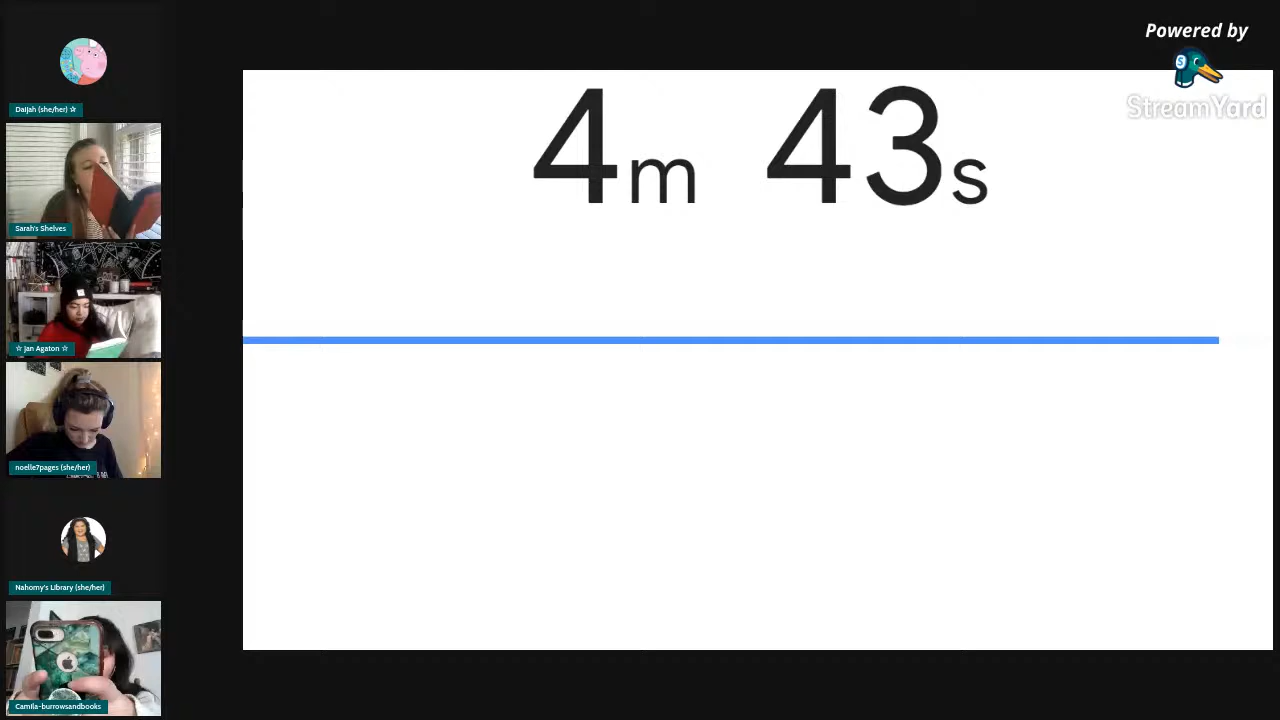 Powered by
StreamYard
4m 43s
Daijah (she/her) ☆
Sarah's Shelves
☆ Jan Agaton ☆
noelle7pages (she/her)
Nahomy's Library (she/her)
Camila-burrowsandbooks